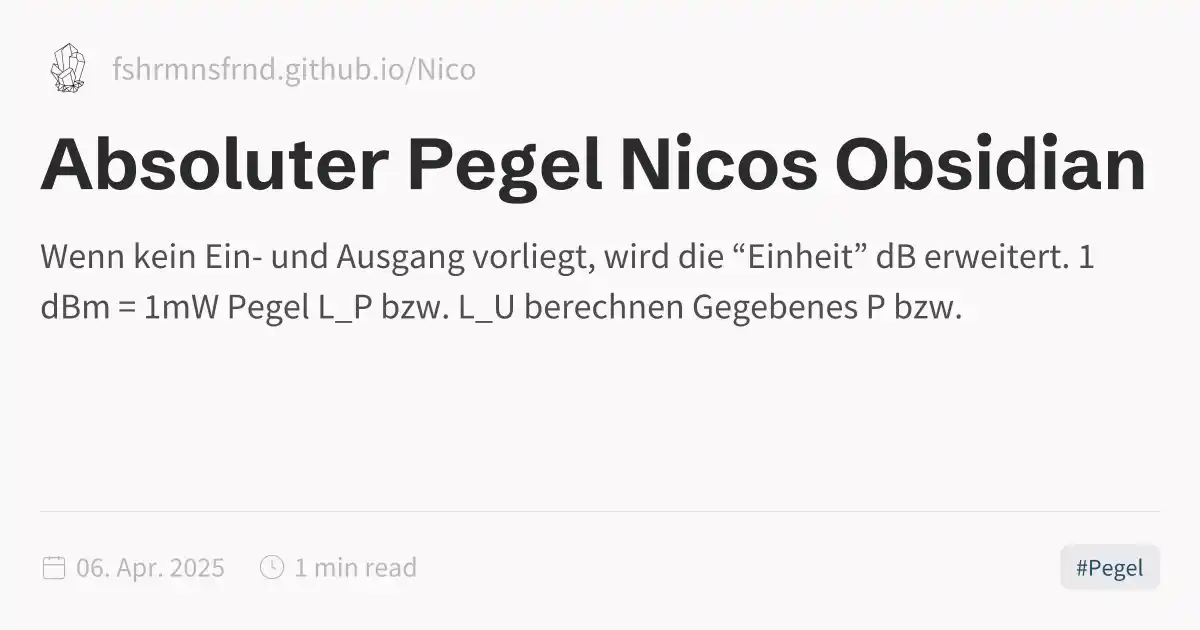 fshrmnsfrnd.github.io/Nico
Absoluter Pegel Nicos Obsidian
Wenn kein Ein- und Ausgang vorliegt, wird die “Einheit” dB erweitert. 1
dBm = 1mW Pegel L_P bzw. L_U berechnen Gegebenes P bzw.
06. Apr. 2025
1 min read
#Pegel